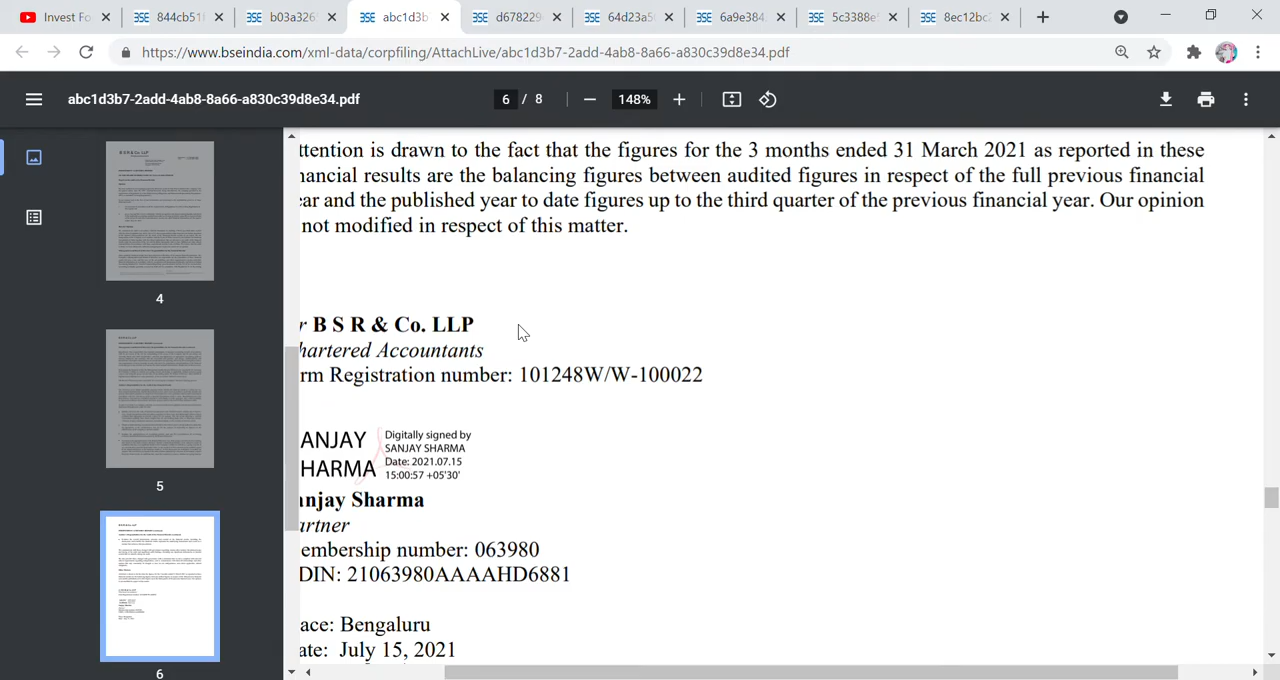 Invest Fo
844cb51f
b03a326
abc1d3b
d678229
64d23a5
6a9e384
5c3388e
8ec12bc
https://www.bseindia.com/xml-data/corpfiling/AttachLive/abc1d3b7-2add-4ab8-8a66-a830c39d8e34.pdf
abc1d3b7-2add-4ab8-8a66-a830c39d8e34.pdf
6 / 8
148%
4
5
6
ttention is drawn to the fact that the figures for the 3 months ended 31 March 2021 as reported in these
nancial results are the balancing figures between audited figures in respect of the full previous financial
ear and the published year to date figures up to the third quarter of the previous financial year. Our opinion
not modified in respect of this matter.
r B S R & Co. LLP
hartered Accountants
rm Registration number: 101248W/W-100022
ANJAY
HARMA
Digitally signed by
SANJAY SHARMA
Date: 2021.07.15
15:00:57 +05'30'
anjay Sharma
artner
embership number: 063980
DIN: 21063980AAAAHD6881
ace: Bengaluru
ate: July 15, 2021